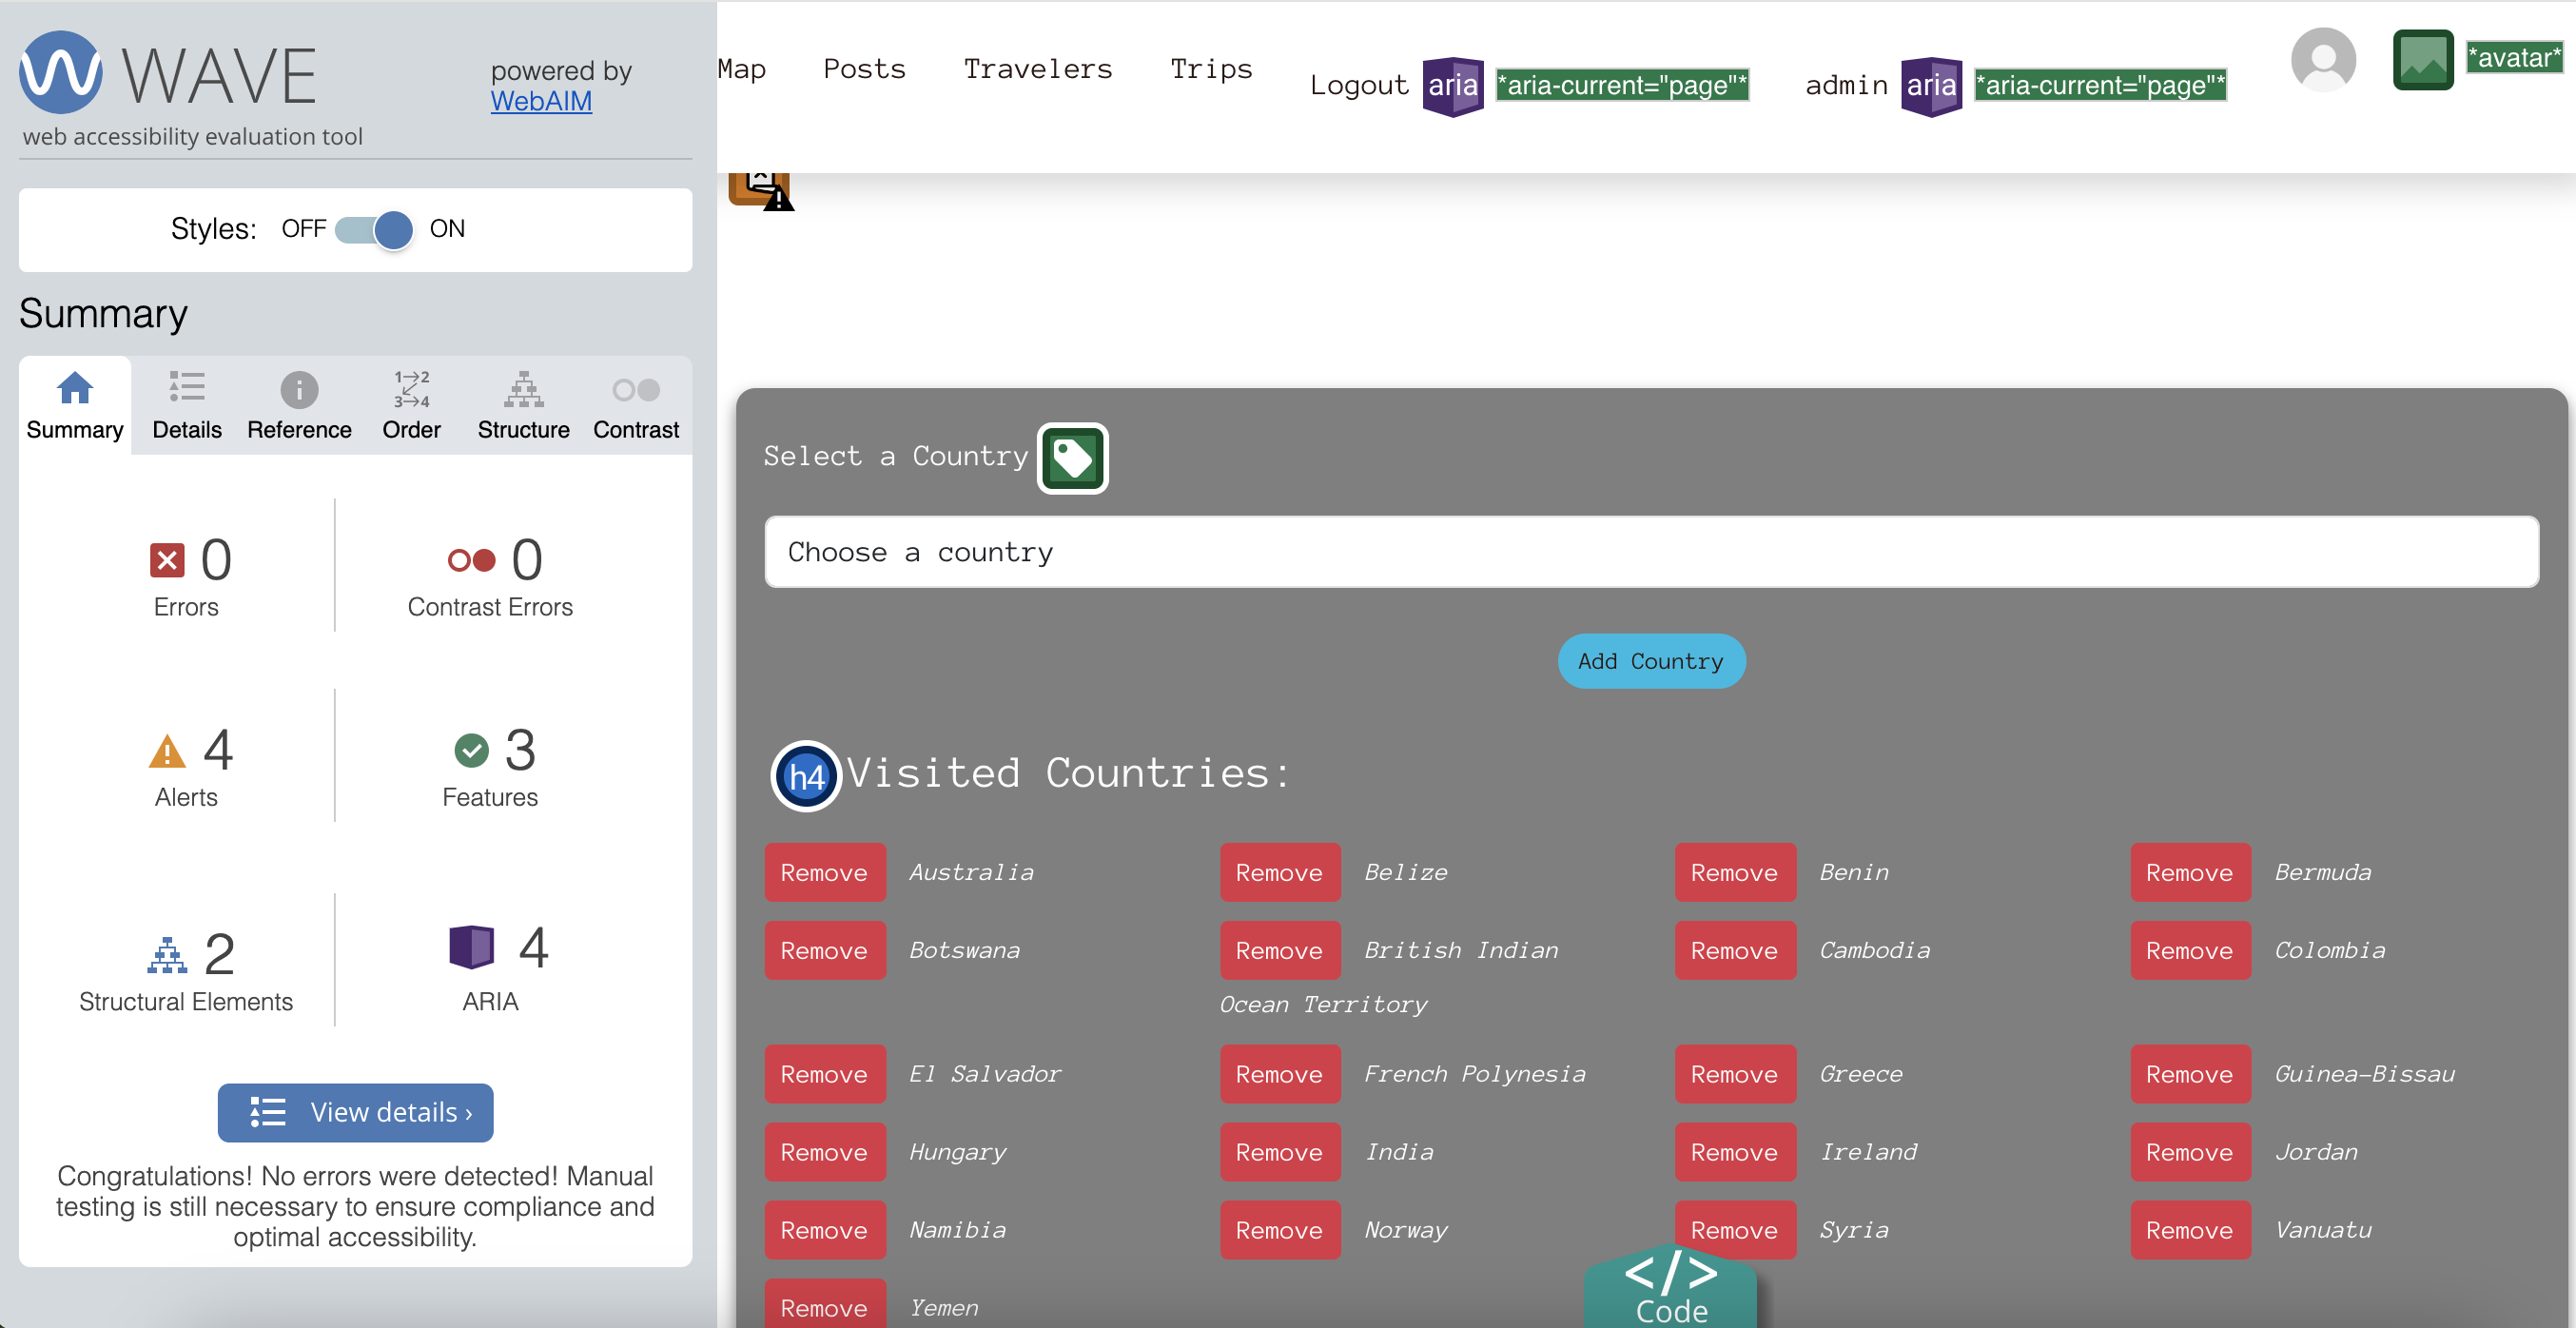 WAVE
powered by
WebAIM
web accessibility evaluation tool
Styles: OFF ON
Summary
Summary Details Reference Order Structure Contrast
1→2
3→4
0 Errors
0 Contrast Errors
4 Alerts
3 Features
2 Structural Elements
4 ARIA
View details ›
Congratulations! No errors were detected! Manual
testing is still necessary to ensure compliance and
optimal accessibility.
Map Posts Travelers Trips Logout aria *aria-current="page"* admin aria *aria-current="page"* *avatar*
Select a Country
Choose a country
Add Country
h4 Visited Countries:
Remove Australia Remove Belize Remove Benin Remove Bermuda
Remove Botswana Remove British Indian Remove Cambodia Remove Colombia
Ocean Territory
Remove El Salvador Remove French Polynesia Remove Greece Remove Guinea-Bissau
Remove Hungary Remove India Remove Ireland Remove Jordan
Remove Namibia Remove Norway Remove Syria Remove Vanuatu
Remove Yemen
</>
Code